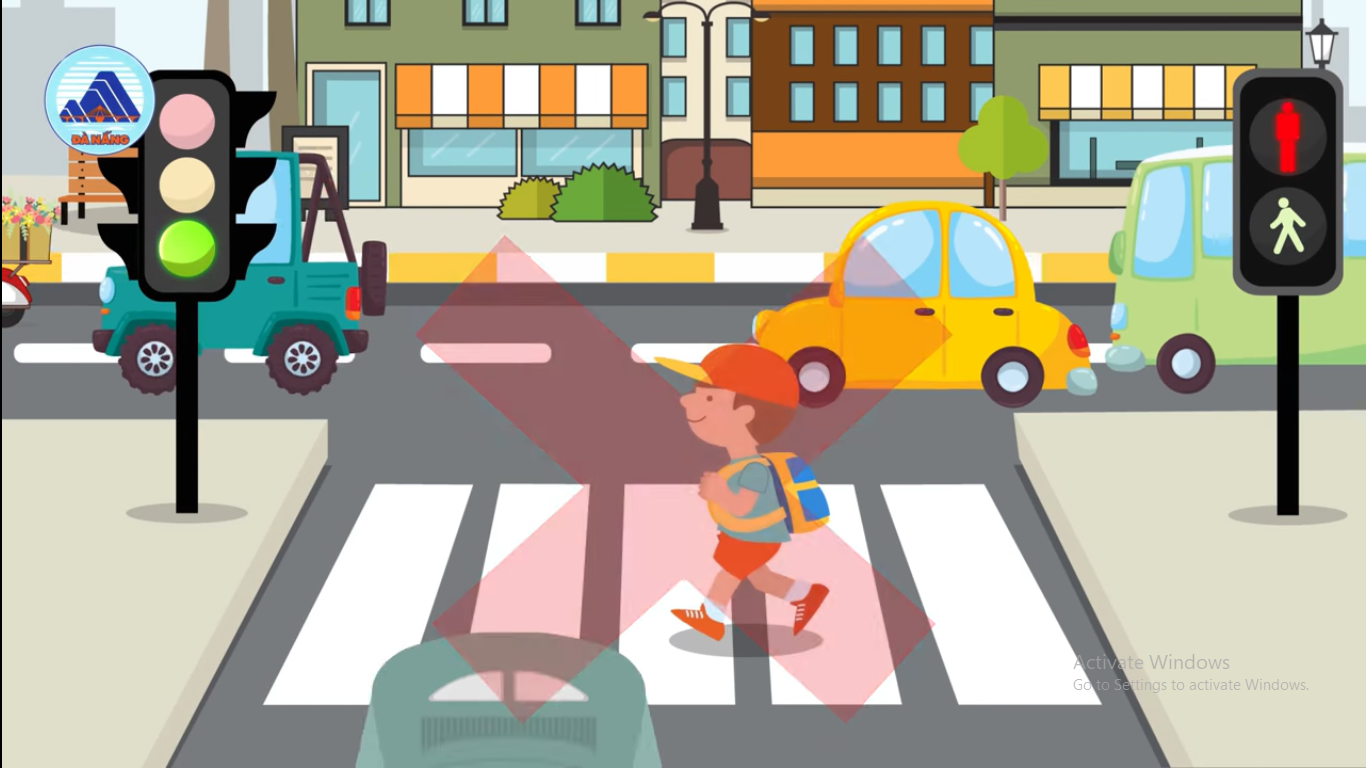 ĐÀ NẴNG
Activate Windows
Go to Settings to activate Windows.